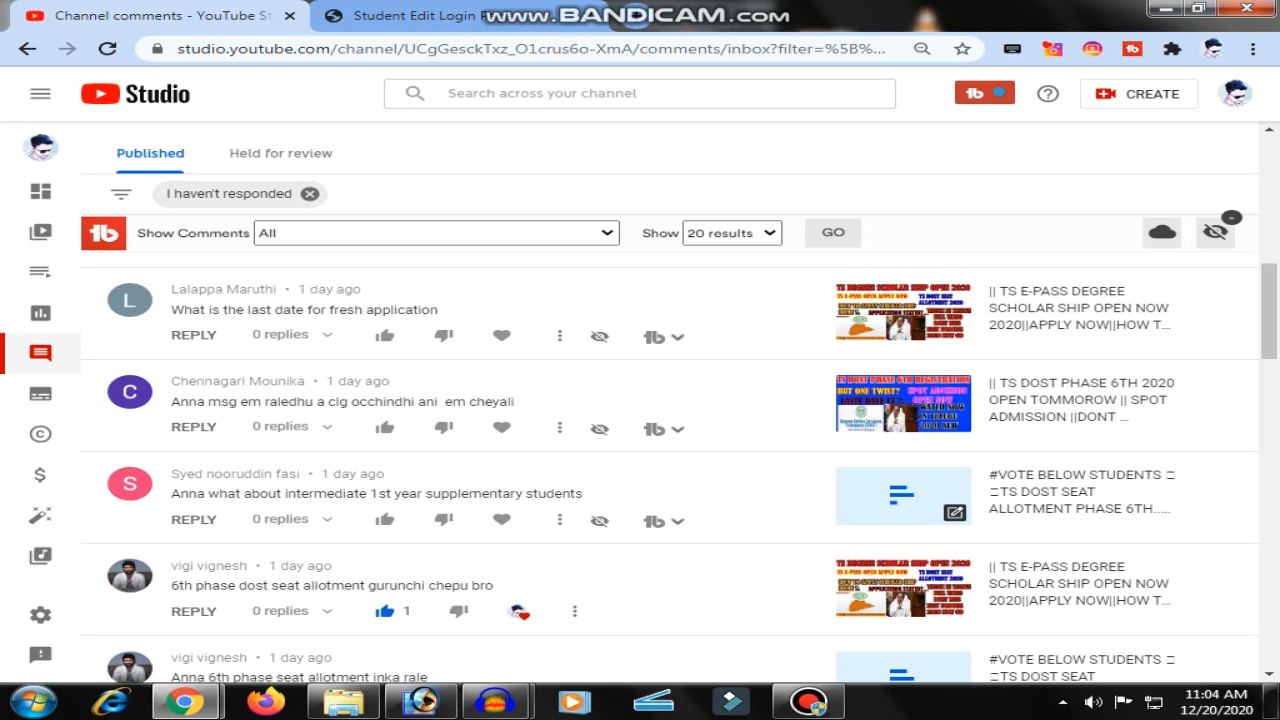 Channel comments - YouTube St
Student Edit Login P
www.BANDICAM.com
studio.youtube.com/channel/UCgGesckTxz_O1crus6o-XmA/comments/inbox?filter=%5B%...
Studio
Search across your channel
CREATE
Published
Held for review
I haven't responded
Show Comments
All
Show
20 results
GO
Lalappa Maruthi • 1 day ago
What is the last date for fresh application
REPLY 0 replies
|| TS E-PASS DEGREE
SCHOLAR SHIP OPEN NOW
2020||APPLY NOW||HOW T...
Chennagari Mounika • 1 day ago
aledhu a clg occhindhi ani em cheyali
REPLY 0 replies
|| TS DOST PHASE 6TH 2020
OPEN TOMMOROW || SPOT
ADMISSION ||DONT ...
Syed nooruddin fasi • 1 day ago
Anna what about intermediate 1st year supplementary students
REPLY 0 replies
#VOTE BELOW STUDENTS
TS DOST SEAT
ALLOTMENT PHASE 6TH.....
vigi vignesh • 1 day ago
seat allotment gurunchi chepu bro
REPLY 0 replies
1
|| TS E-PASS DEGREE
SCHOLAR SHIP OPEN NOW
2020||APPLY NOW||HOW T...
vigi vignesh • 1 day ago
Anna 6th phase seat allotment inka rale
#VOTE BELOW STUDENTS
TS DOST SEAT
11:04 AM
12/20/2020